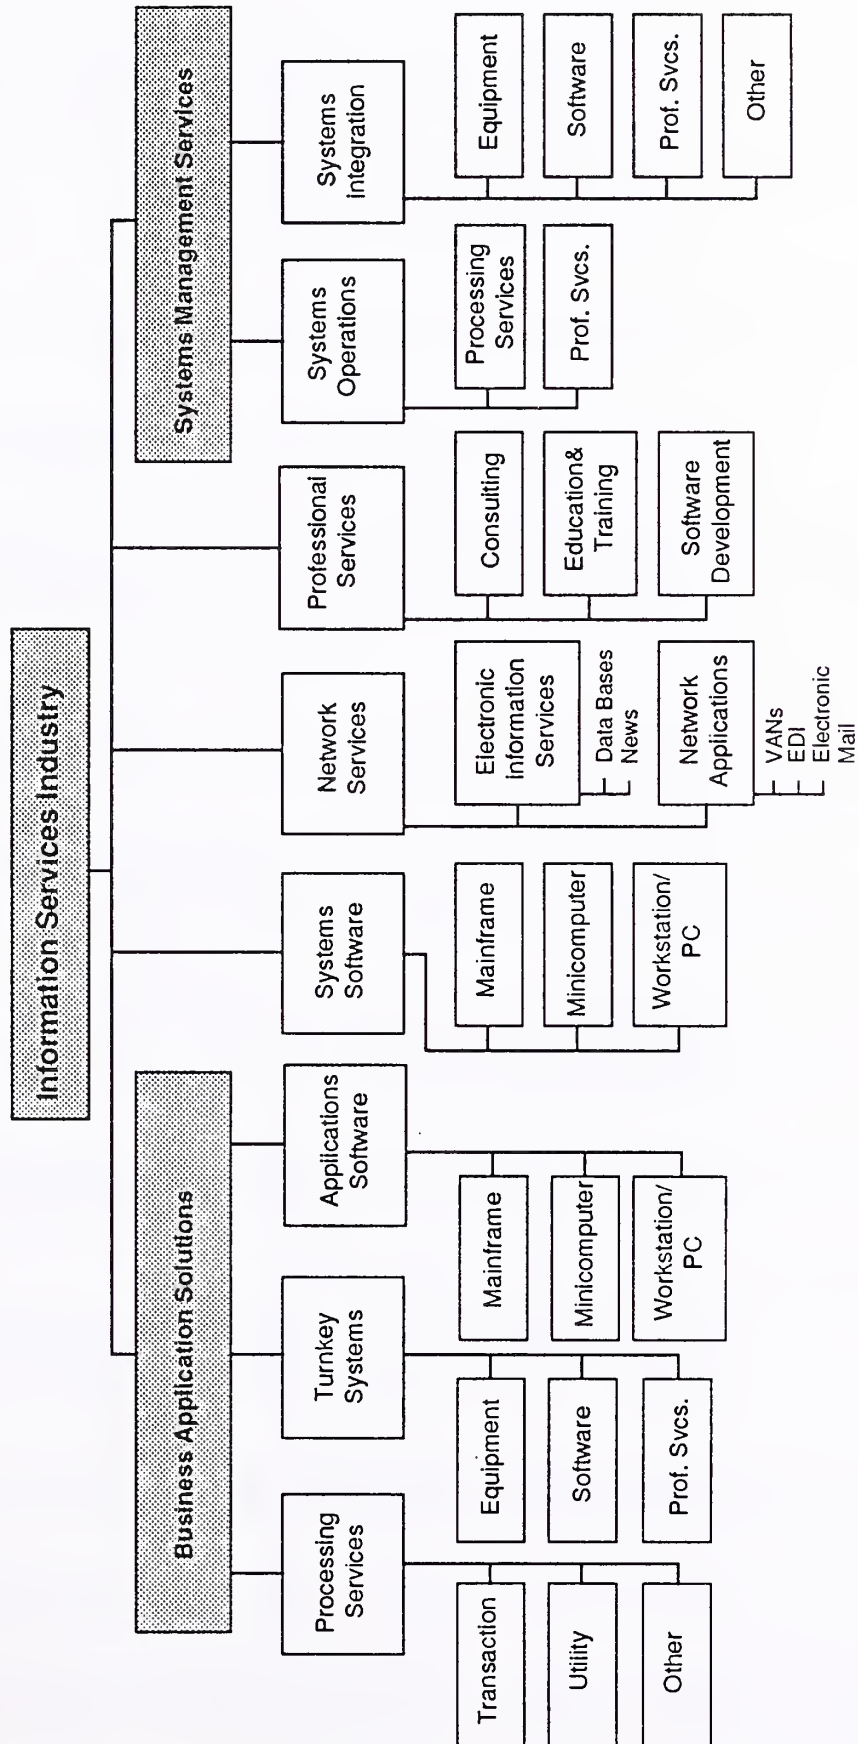 Information Services Industry
Business Application Solutions
Systems Management Services
Processing
Services
Turnkey
Systems
Applications
Software
Systems
Software
Network
Services
Professional
Services
Systems
Operations
Systems
Integration
Transaction
Utility
Other
Equipment
Software
Prof. Svcs.
Mainframe
Minicomputer
Workstation/
PC
Mainframe
Minicomputer
Workstation/
PC
Electronic
Information
Services
Data Bases
News
Network
Applications
VANs
EDI
Electronic
Mail
Consulting
Education&
Training
Software
Development
Processing
Services
Prof. Svcs.
Equipment
Software
Prof. Svcs.
Other